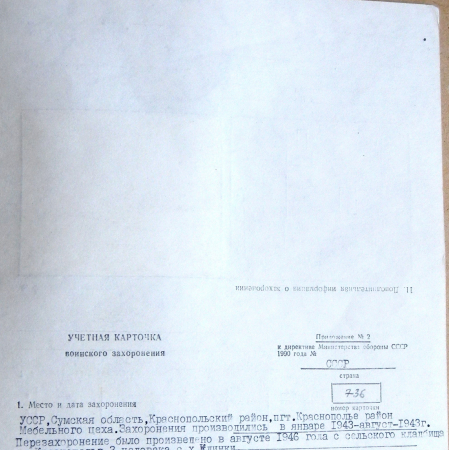 11. Дополнительная информация о захоронении
УЧЕТНАЯ КАРТОЧКА
воинского захоронения
Приложение № 2
к директиве Министерства обороны СССР
1990 года №
СССР
страна
736
номер карточки
1. Место и дата захоронения
УССР,Сумская область,Краснопольский район,пгт.Краснополье район
Мебельного цеха.Захоронения производились в январе 1943-август-1943г.
Перезахоронение было произведено в августе 1946 года с сельского кладбища